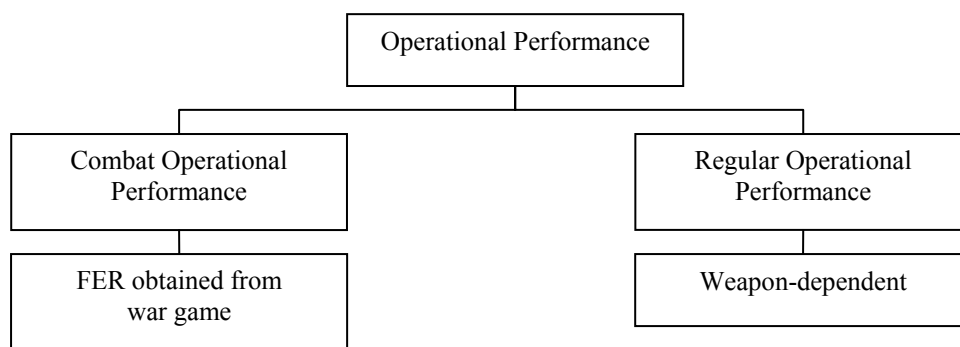 Operational Performance
Combat Operational
Performance
Regular Operational
Performance
FER obtained from
war game
Weapon-dependent